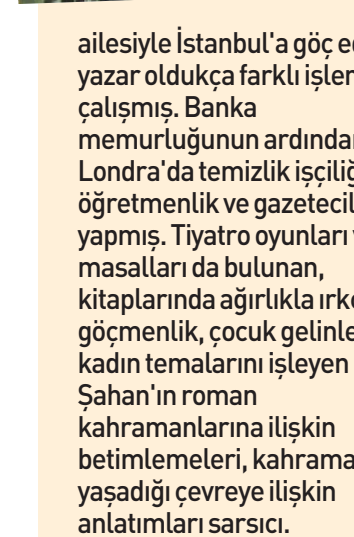 ailesiyle İstanbul'a göç
yazar oldukça farklı
çalışmış. Banka
memurluğunun
Londra'da temizlik
öğretmenlik ve
yapmış. Tiyatro oyunları
masalları da bulunan,
kitaplarında ağırlıkla
göçmenlik, çocuk
kadın temalarını işleyen
Şahan'ın roman
kahramanlarına ilişkin
betimlemeleri,
yaşadığı çevreye ilişkin
anlatımları sarsıcı.